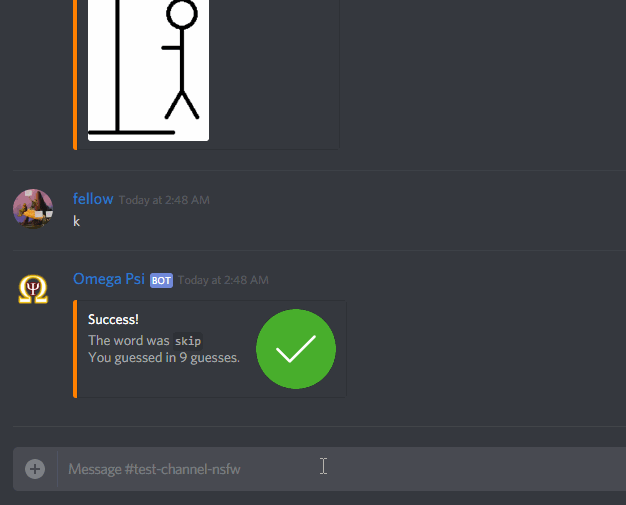 fellow Today at 2:48 AM
k
Omega Psi BOT Today at 2:48 AM
Success!
The word was skip
You guessed in 9 guesses.
Message #test-channel-nsfw